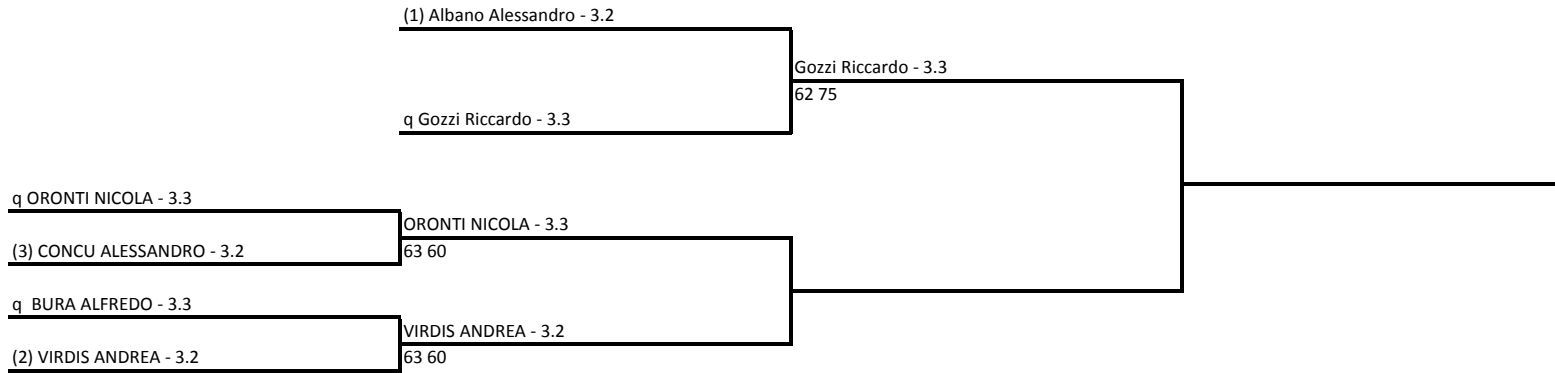 (1) Albano Alessandro - 3.2
Gozzi Riccardo - 3.3
62 75
q Gozzi Riccardo - 3.3
q ORONTI NICOLA - 3.3
ORONTI NICOLA - 3.3
(3) CONCU ALESSANDRO - 3.2
63 60
q  BURA ALFREDO - 3.3
VIRDIS ANDREA - 3.2
(2) VIRDIS ANDREA - 3.2
63 60